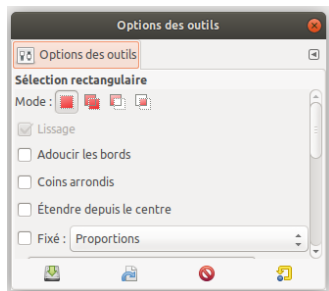 Options des outils
Options des outils
Sélection rectangulaire
Mode :
Lissage
Adoucir les bords
Coins arrondis
Étendre depuis le centre
Fixé : Proportions